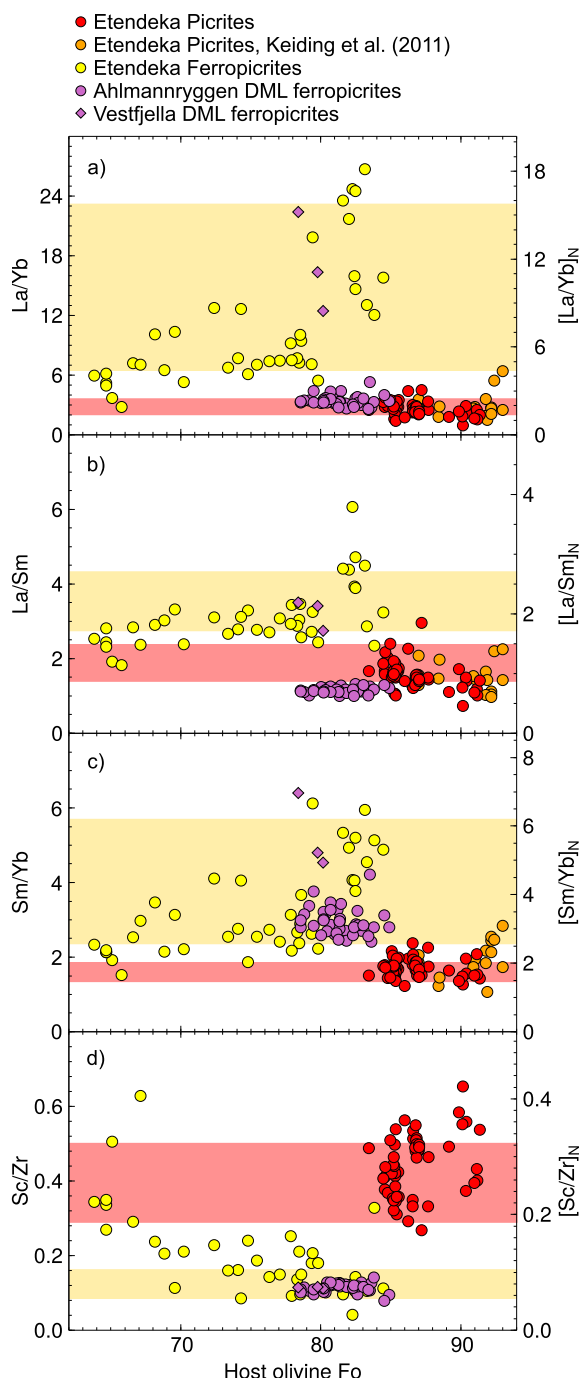 Etendeka Picrites
Etendeka Picrites, Keiding et al. (2011)
Etendeka Ferropicrites
Ahlmannryggen DML ferropicrites
Vestfjella DML ferropicrites
a)
La/Yb
0
6
12
18
24
[La/Yb]N
0
6
12
18
b)
La/Sm
0
2
4
6
[La/Sm]N
0
2
4
c)
Sm/Yb
0
2
4
6
[Sm/Yb]N
0
2
4
6
8
d)
Sc/Zr
0.0
0.2
0.4
0.6
[Sc/Zr]N
0.0
0.2
0.4
70
80
90
Host olivine Fo